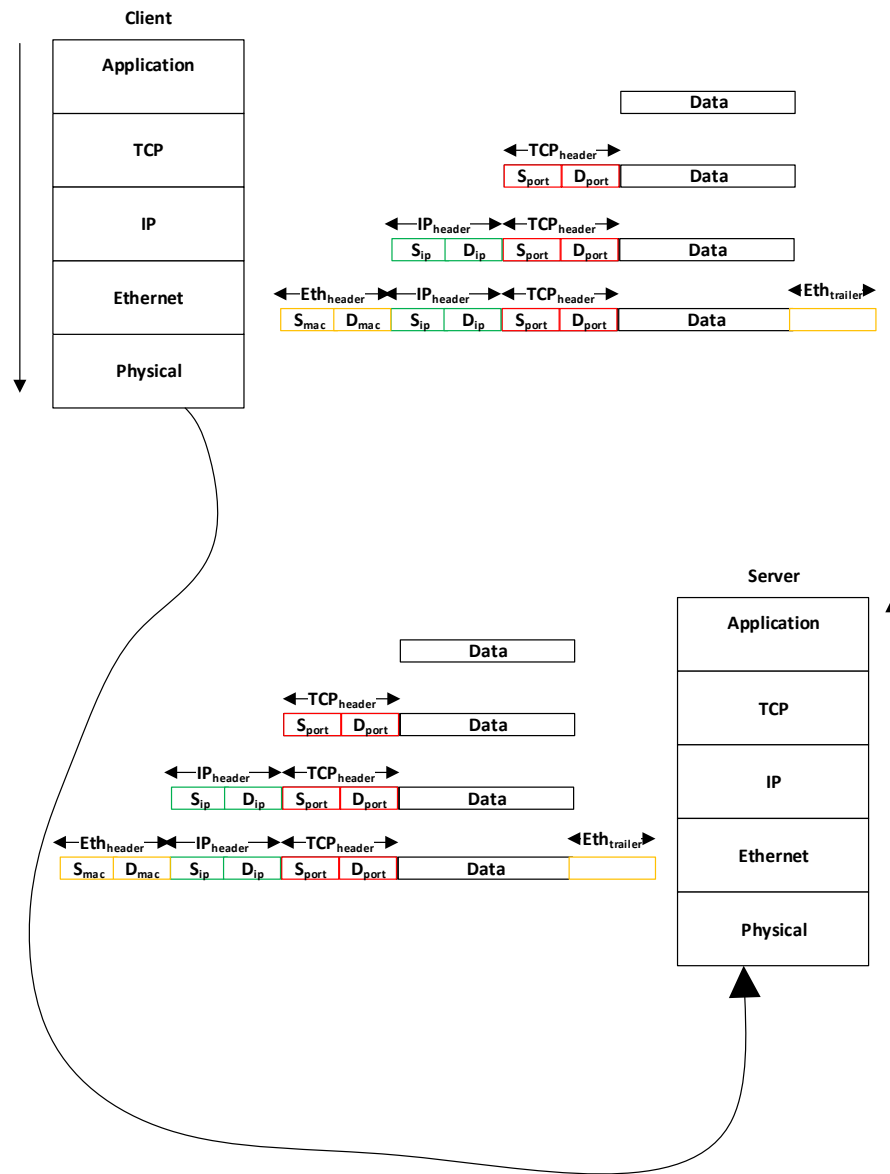 Client
Application
Data
TCP
TCPheader
Sport Dport Data
IP
IPheader TCPheader
Sip Dip Sport Dport Data
Ethernet
Ethheader IPheader TCPheader Ethtrailer
Smac Dmac Sip Dip Sport Dport Data
Physical
Server
Application
Data
TCP
TCPheader
Sport Dport Data
IP
IPheader TCPheader
Sip Dip Sport Dport Data
Ethernet
Ethheader IPheader TCPheader Ethtrailer
Smac Dmac Sip Dip Sport Dport Data
Physical